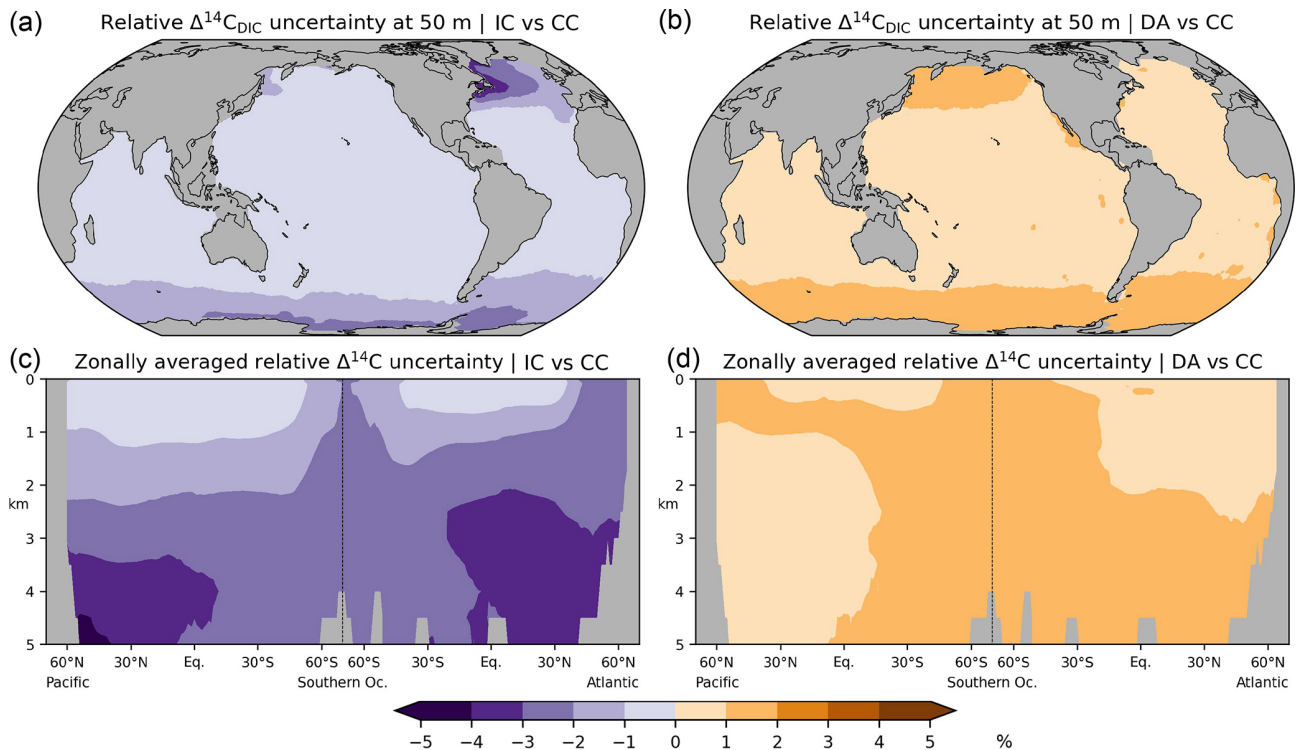 (a) Relative Δ¹⁴C_DIC uncertainty at 50 m | IC vs CC
(b) Relative Δ¹⁴C_DIC uncertainty at 50 m | DA vs CC
(c) Zonally averaged relative Δ¹⁴C uncertainty | IC vs CC
0
1
2
km
3
4
5
60°N 30°N Eq. 30°S 60°S 60°S 30°S Eq. 30°N 60°N
Pacific Southern Oc. Atlantic
(d) Zonally averaged relative Δ¹⁴C uncertainty | DA vs CC
0
1
2
km
3
4
5
60°N 30°N Eq. 30°S 60°S 60°S 30°S Eq. 30°N 60°N
Pacific Southern Oc. Atlantic
−5 −4 −3 −2 −1 0 1 2 3 4 5 %